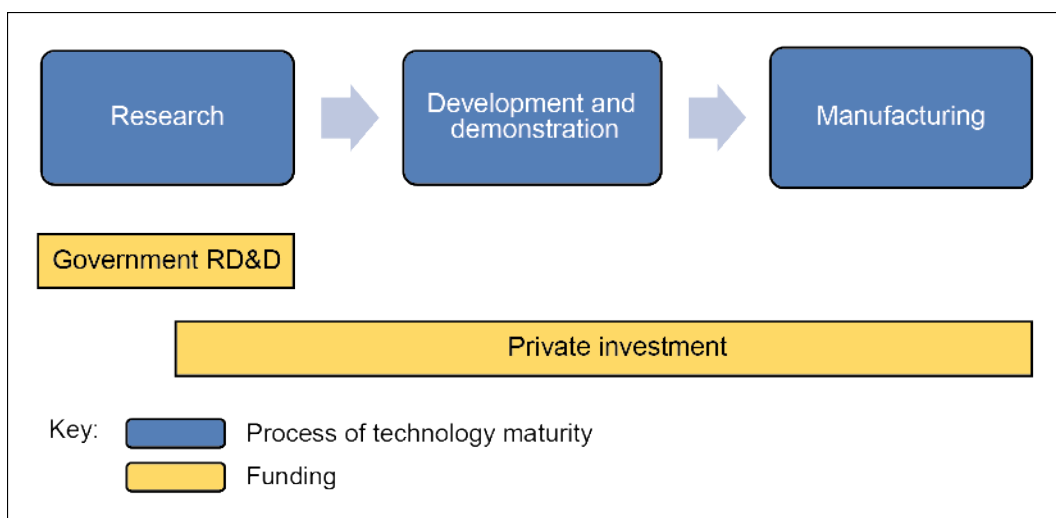 Research
Development and
demonstration
Manufacturing
Government RD&D
Private investment
Key:
Process of technology maturity
Funding